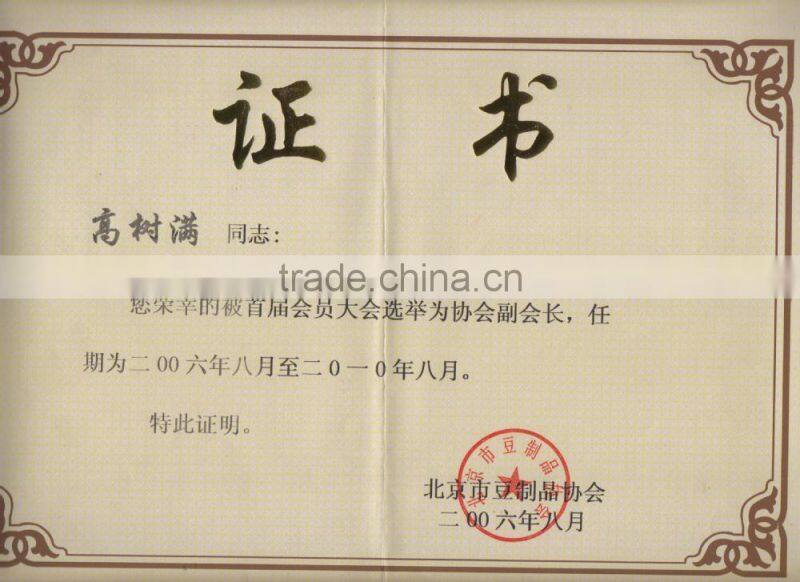 证 书
高树满 同志:
trade.china.cn
您荣幸的被首届会员大会选举为协会副会长，任
期为二00六年八月至二0一0年八月。
特此证明。
北京市豆制品协会
北京市豆制品协会
二00六年八月